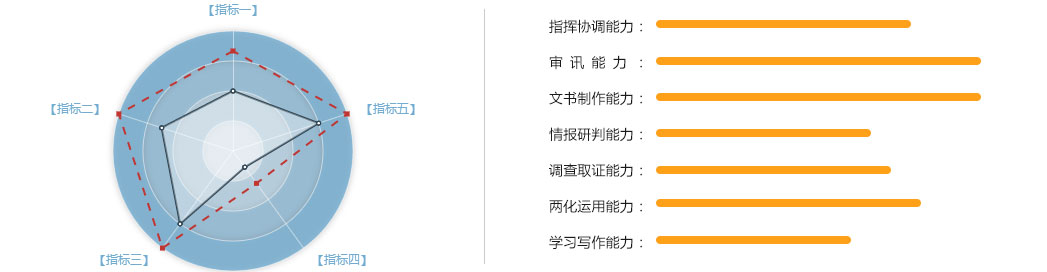 【指标一】
【指标二】
【指标五】
【指标三】
【指标四】
指挥协调能力：
审讯能力：
文书制作能力：
情报研判能力：
调查取证能力：
两化运用能力：
学习写作能力：